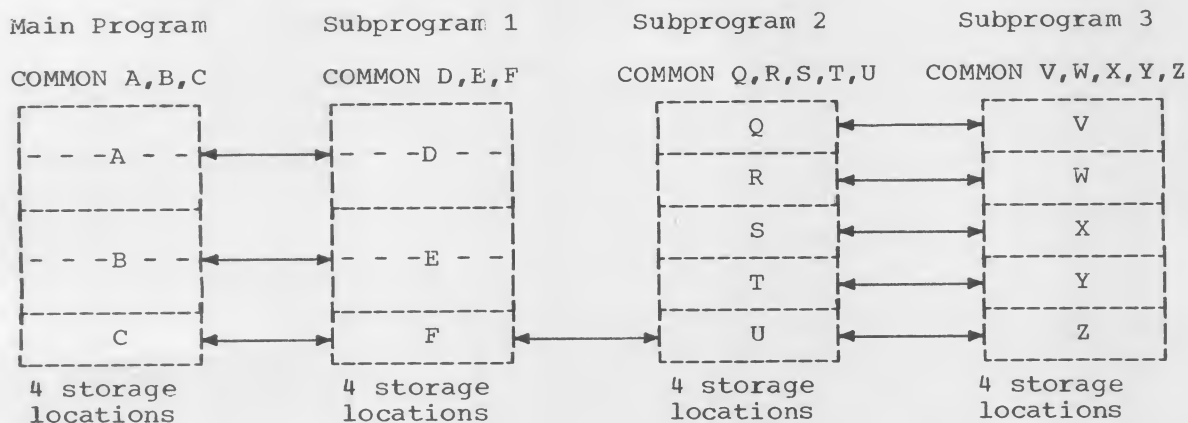 Main Program Subprogram 1 Subprogram 2 Subprogram 3
COMMON A,B,C COMMON D,E,F COMMON Q,R,S,T,U COMMON V,W,X,Y,Z
Q V
A D
R W
S X
B E
T Y
C F U Z
4 storage 4 storage 4 storage 4 storage
locations locations locations locations